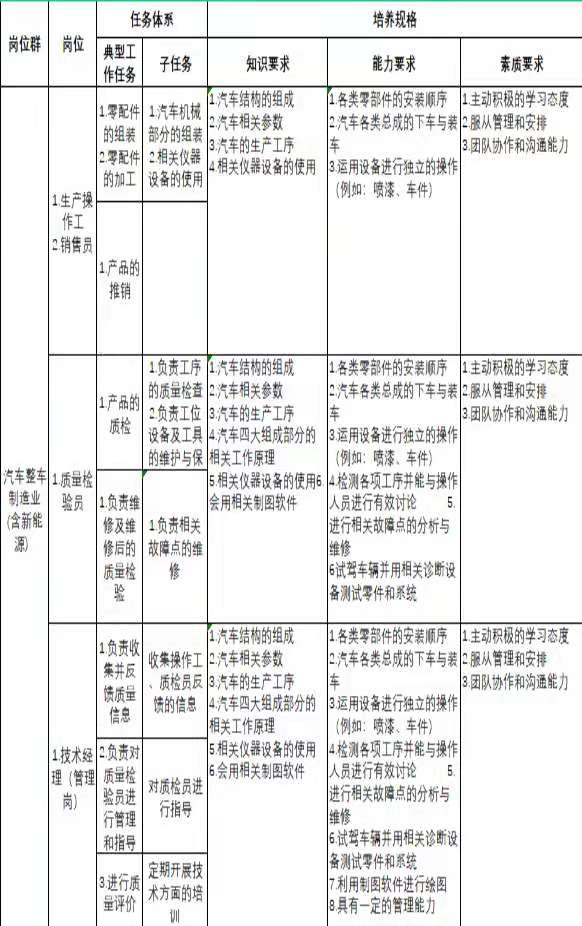 岗位群
岗位
任务体系
培养规格
典型工
作任务
子任务
知识要求
能力要求
素质要求
汽车整车
制造业
(含新能
源)
1.生产操
作工
2.销售员
1.零配件
的组装
2.零配件
的加工
1.汽车机械
部分的组装
2.相关仪器
设备的使用
1.汽车结构的组成
2.汽车相关参数
3.汽车的生产工序
4.相关仪器设备的使用
1.各类零部件的安装顺序
2.汽车各类总成的下车与装
车
3.运用设备进行独立的操作
（例如：喷漆、车件）
1.主动积极的学习态度
2.服从管理和安排
3.团队协作和沟通能力
1.产品的
推销
1.质量检
验员
1.产品的
质检
1.负责工序
的质量检查
2.负责工位
设备及工具
的维护与保
1.汽车结构的组成
2.汽车相关参数
3.汽车的生产工序
4.汽车四大组成部分的
相关工作原理
5.相关仪器设备的使用6.
会用相关制图软件
1.各类零部件的安装顺序
2.汽车各类总成的下车与装
车
3.运用设备进行独立的操作
（例如：喷漆、车件）
4.检测各项工序并能与操作
人员进行有效讨论 5.
进行相关故障点的分析与
维修
6试驾车辆并用相关诊断设
备测试零件和系统
1.主动积极的学习态度
2.服从管理和安排
3.团队协作和沟通能力
1.负责维
修及维
修后的
质量检
验
1.负责相关
故障点的维
修
1.技术经
理（管理
岗）
1.负责收
集并反
馈质量
信息
收集操作工
、质检员反
馈的信息
1.汽车结构的组成
2.汽车相关参数
3.汽车的生产工序
4.汽车四大组成部分的
相关工作原理
5.相关仪器设备的使用
6.会用相关制图软件
1.各类零部件的安装顺序
2.汽车各类总成的下车与装
车
3.运用设备进行独立的操作
（例如：喷漆、车件）
4.检测各项工序并能与操作
人员进行有效讨论 5.
进行相关故障点的分析与
维修
6.试驾车辆并用相关诊断设
备测试零件和系统
7.利用制图软件进行绘图
8.具有一定的管理能力
1.主动积极的学习态度
2.服从管理和安排
3.团队协作和沟通能力
2.负责对
质量检
验员进
行管理
和指导
对质检员进
行指导
3.进行质
量评价
定期开展技
术方面的培
训